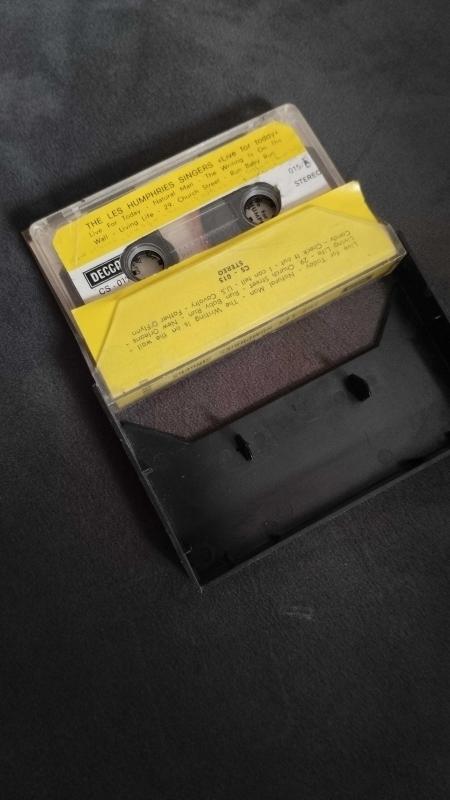 THE LES HUMPHRIES SINGERS «Live for today»
Live For Today - Natural Man - The Writing Is On The
Wall - Living Life - 29, Church Street - Run Baby Run
DECCA
CS - 015
015-
STEREO
Live for Today - Natural Man - The Writing is on the wall -
Living Life - 29, Church Street - Run Baby Run - New Orleans
Candy - Check it out - I can tell - U.S. Cavalry - Father O'Flynn
CS - 015
STEREO